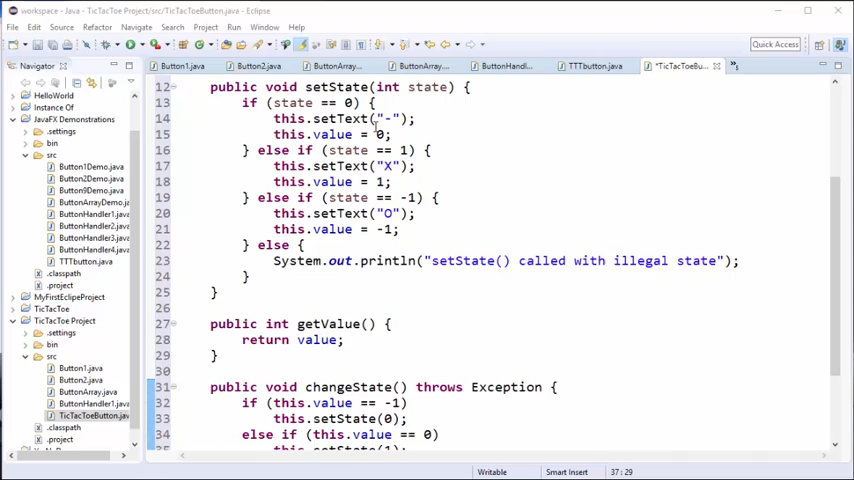 workspace - Java - TicTacToe Project/src/TicTacToeButton.java - Eclipse
File Edit Source Refactor Navigate Search Project Run Window Help
Quick Access
Navigator
Button1.java Button2.java ButtonArray... ButtonArray... ButtonHandl... TTTbutton.java *TicTacToeBu...
HelloWorld
Instance Of
JavaFX Demonstrations
.settings
bin
src
Button1Demo.java
Button2Demo.java
Button9Demo.java
ButtonArrayDemo.java
ButtonHandler1.java
ButtonHandler2.java
ButtonHandler3.java
ButtonHandler4.java
TTTbutton.java
.classpath
.project
MyFirstEclipeProject
TicTacToe
TicTacToe Project
.settings
bin
src
Button1.java
Button2.java
ButtonArray.java
ButtonHandler1.java
TicTacToeButton.java
.classpath
.project
12 public void setState(int state) {
13 if (state == 0) {
14 this.setText("-");
15 this.value = 0;
16 } else if (state == 1) {
17 this.setText("X");
18 this.value = 1;
19 } else if (state == -1) {
20 this.setText("O");
21 this.value = -1;
22 } else {
23 System.out.println("setState() called with illegal state");
24 }
25 }
26
27 public int getValue() {
28 return value;
29 }
30
31 public void changeState() throws Exception {
32 if (this.value == -1)
33 this.setState(0);
34 else if (this.value == 0)
35 this.setState(1);
Writable Smart Insert 37 : 29